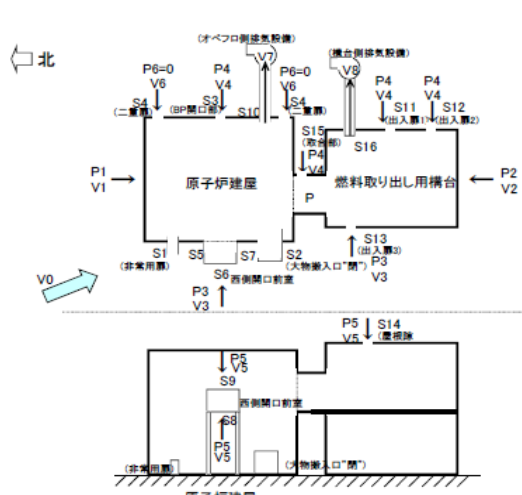 (オペフロ側排気設備)
(構台側排気設備)
北
V7
V8
P6=0
V6
P4
V4
P6=0
V6
P4
V4
P4
V4
S4
(二重扉)
S3
(BP開口部)
S10
S4
(二重扉)
S11
(出入扉1)
S12
(出入扉2)
S15
(取合部)
P4
V4
S16
P1
V1
原子炉建屋
P
燃料取り出し用構台
P2
V2
S1
(非常用扉)
S5
S7
S2
(大物搬入口"閉")
S13
(出入扉3)
P3
V3
S6
西側開口前室
V0
P3
V3
P5
V5
S14
(屋根隙
P5
V5
S9
西側開口前室
S8
P5
V5
(非常用扉)
(大物搬入口"閉")